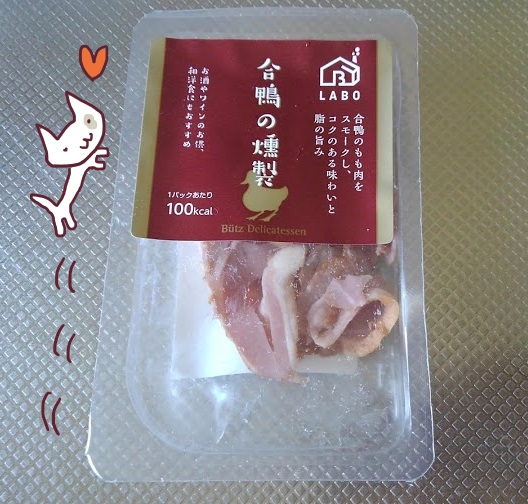 LABO
合鴨のもも肉を
スモークし、
コクのある味わいと
脂の旨み
合鴨の燻製
お酒やワインのお供、
和洋食にもおすすめ
1パックあたり
100kcal
Bütz Delicatessen